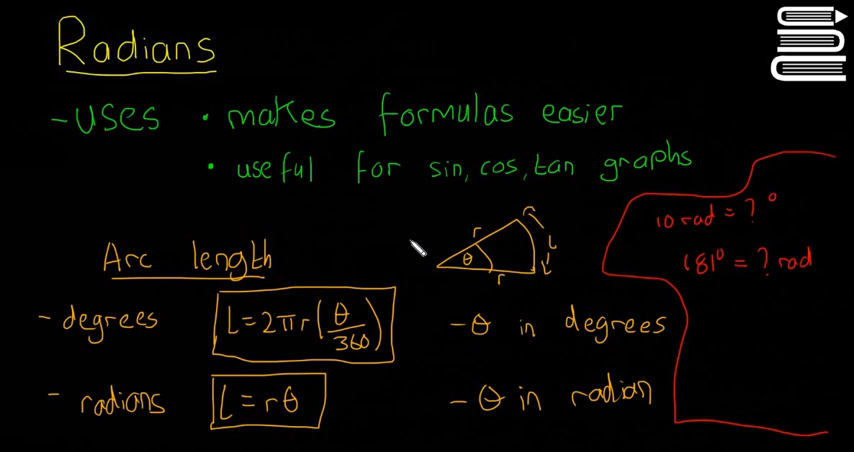 Radians
- uses • makes formulas easier
• useful for sin, cos, tan graphs
10 rad = ? °
181° = ? rad
r
θ
r
L
Arc length
- degrees L = 2πr(θ/360) - θ in degrees
- radians L = rθ - θ in radian